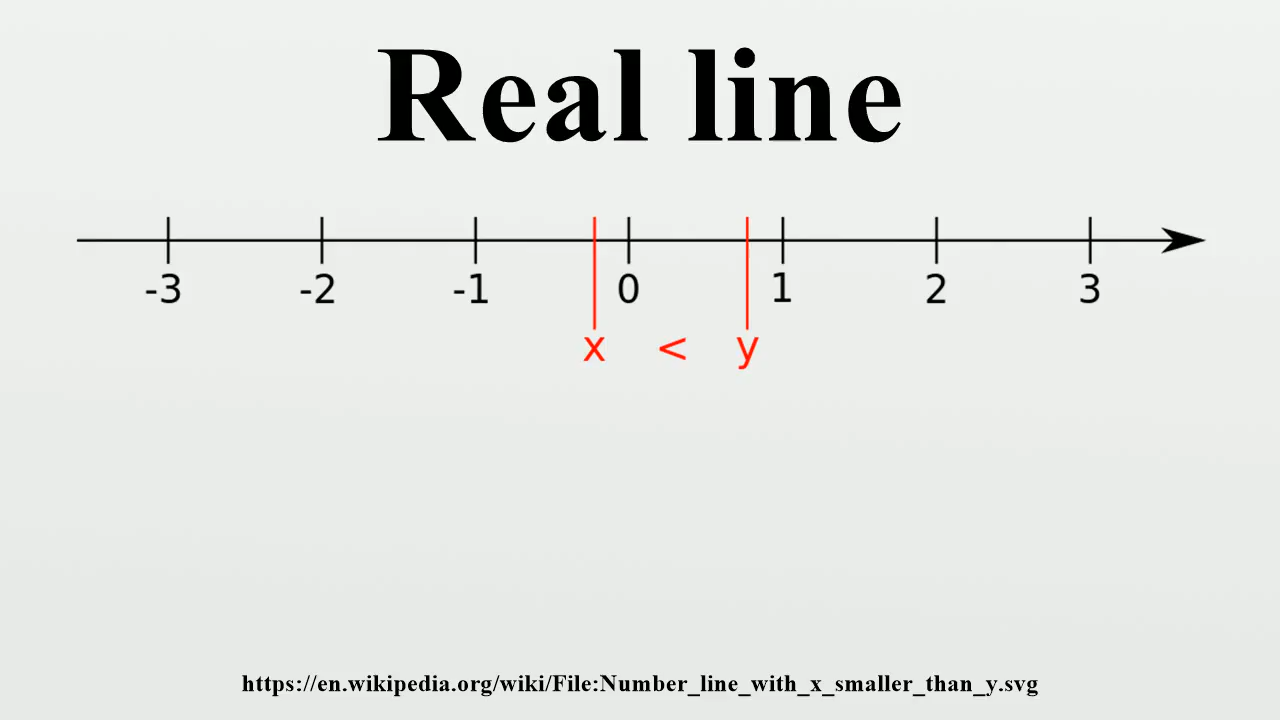 Real line
-3 -2 -1 0 1 2 3
x < y
https://en.wikipedia.org/wiki/File:Number_line_with_x_smaller_than_y.svg